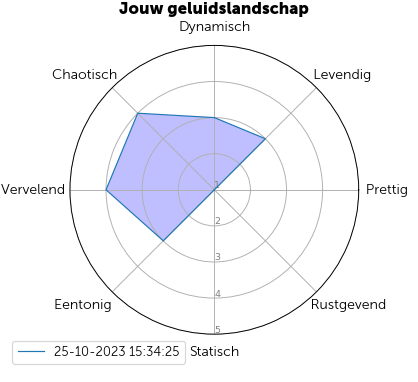 Jouw geluidslandschap
Dynamisch
Chaotisch
Levendig
Vervelend
1
Prettig
2
3
4
Eentonig
Rustgevend
5
25-10-2023 15:34:25
Statisch